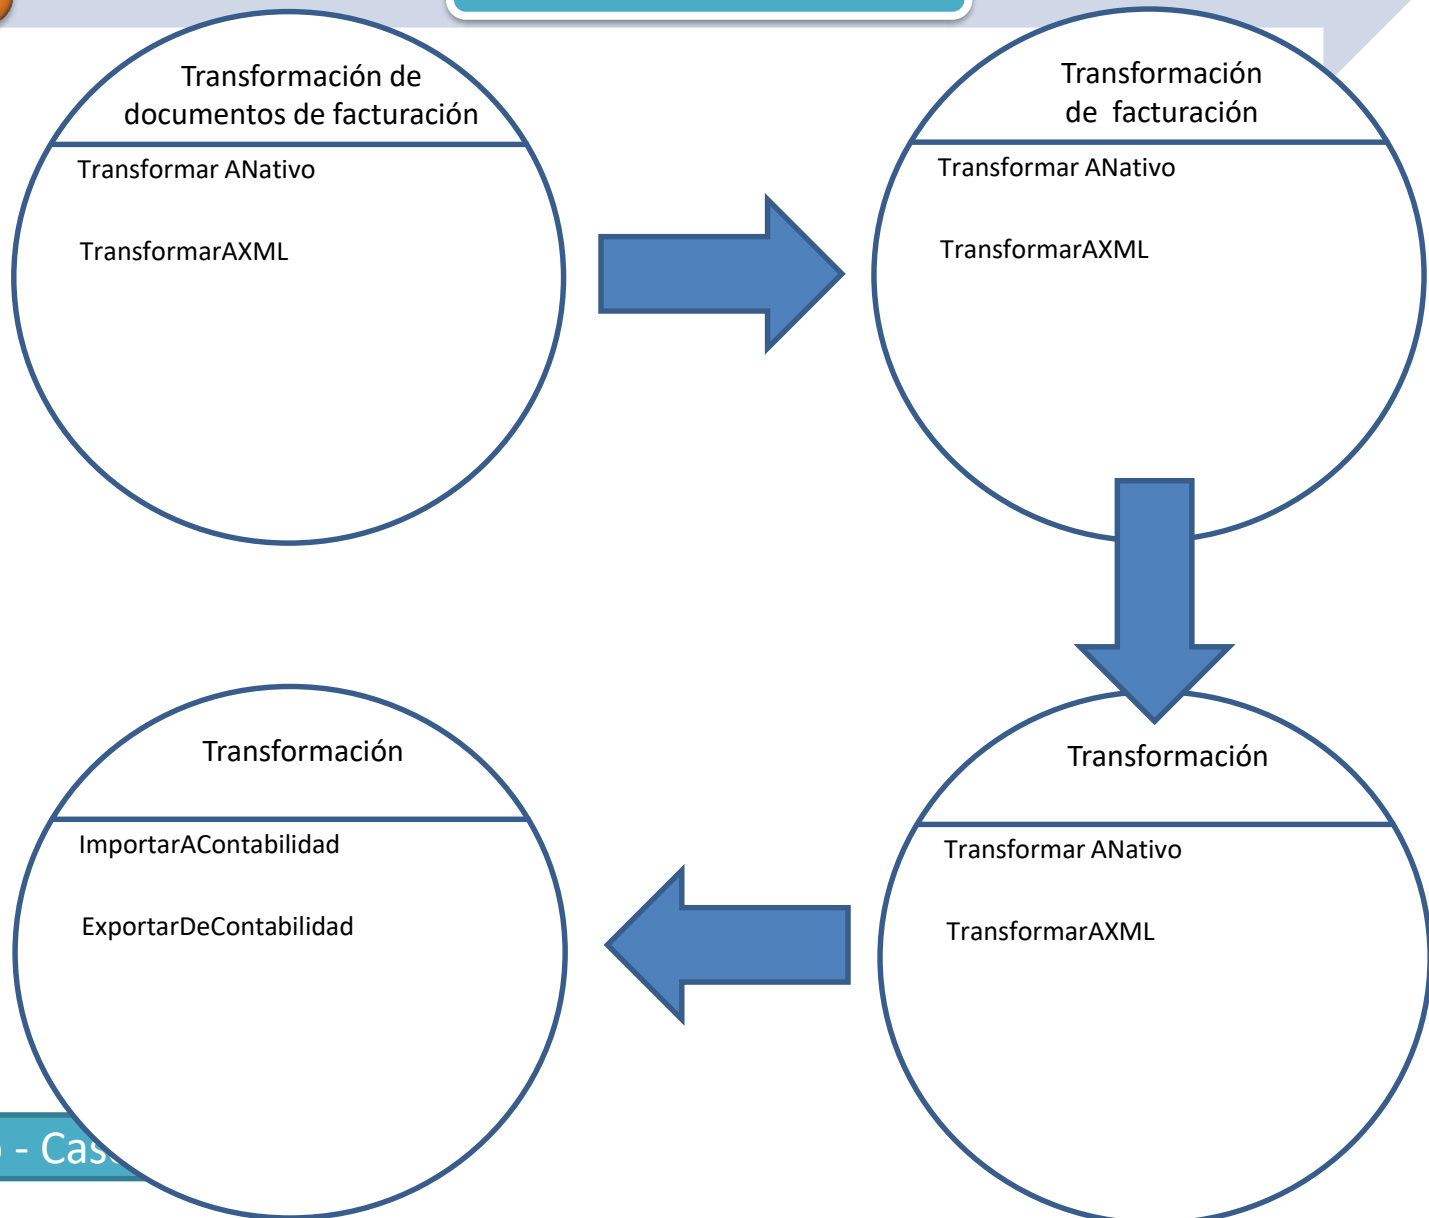 Transformación de
documentos de facturación
Transformar ANativo
TransformarAXML
Transformación
de facturación
Transformar ANativo
TransformarAXML
Transformación
ImportarAContabilidad
ExportarDeContabilidad
Transformación
Transformar ANativo
TransformarAXML
- Cas